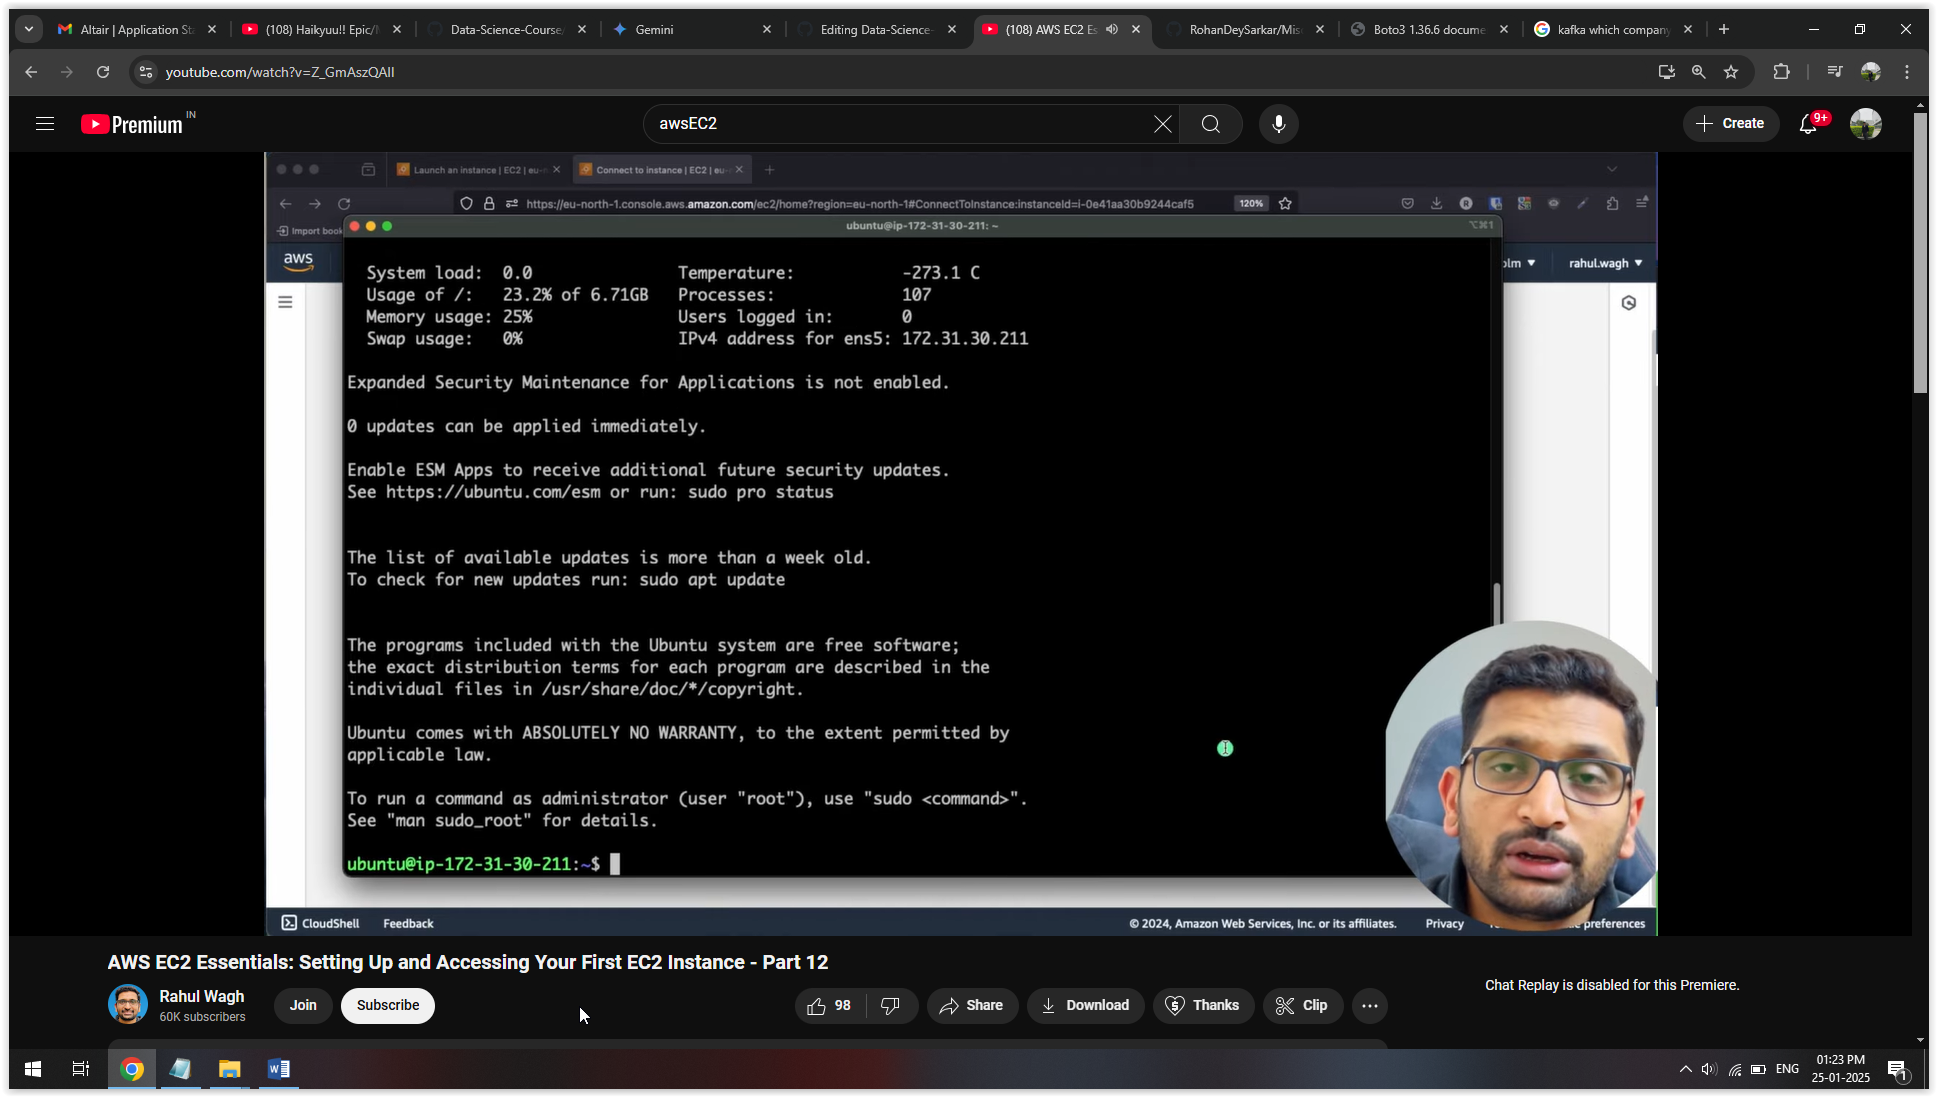 Altair | Application St
(108) Haikyuu!! Epic/M
Data-Science-Course/
Gemini
Editing Data-Science-
(108) AWS EC2 Es
RohanDeySarkar/Mis
Boto3 1.36.6 docume
kafka which company
youtube.com/watch?v=Z_GmAszQAII
Premium IN
awsEC2
Create
9+
Launch an instance | EC2 | eu-n
Connect to instance | EC2 | eu-
https://eu-north-1.console.aws.amazon.com/ec2/home?region=eu-north-1#ConnectToInstance:instanceId=i-0e41aa30b9244caf5
120%
Import book
ubuntu@ip-172-31-30-211: ~
⌥⌘1
aws
olm
rahul.wagh
System load: 0.0 Temperature: -273.1 C
Usage of /: 23.2% of 6.71GB Processes: 107
Memory usage: 25% Users logged in: 0
Swap usage: 0% IPv4 address for ens5: 172.31.30.211
Expanded Security Maintenance for Applications is not enabled.
0 updates can be applied immediately.
Enable ESM Apps to receive additional future security updates.
See https://ubuntu.com/esm or run: sudo pro status
The list of available updates is more than a week old.
To check for new updates run: sudo apt update
The programs included with the Ubuntu system are free software;
the exact distribution terms for each program are described in the
individual files in /usr/share/doc/*/copyright.
Ubuntu comes with ABSOLUTELY NO WARRANTY, to the extent permitted by
applicable law.
To run a command as administrator (user "root"), use "sudo <command>".
See "man sudo_root" for details.
ubuntu@ip-172-31-30-211:~$
CloudShell
Feedback
© 2024, Amazon Web Services, Inc. or its affiliates.
Privacy
preferences
AWS EC2 Essentials: Setting Up and Accessing Your First EC2 Instance - Part 12
Rahul Wagh
60K subscribers
Join
Subscribe
98
Share
Download
Thanks
Clip
Chat Replay is disabled for this Premiere.
ENG
01:23 PM
25-01-2025
1